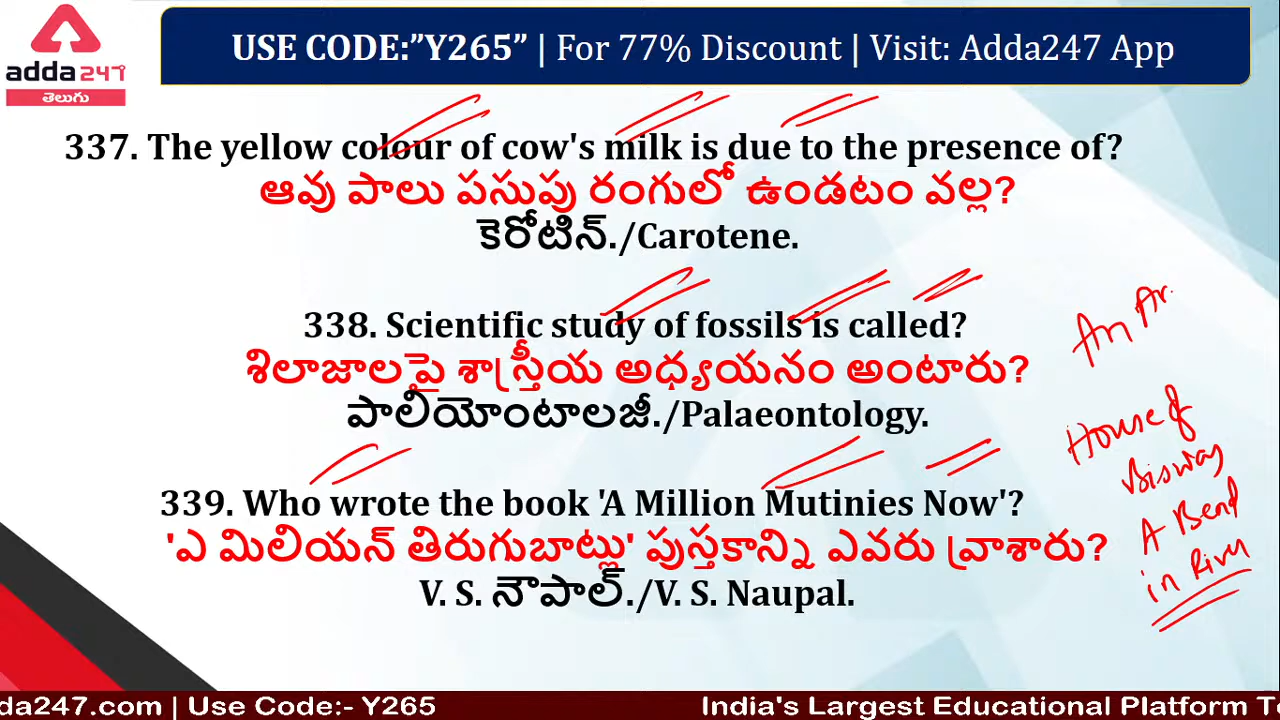 adda247
తెలుగు
USE CODE:”Y265” | For 77% Discount | Visit: Adda247 App
337. The yellow colour of cow's milk is due to the presence of?
ఆవు పాలు పసుపు రంగులో ఉండటం వల్ల?
కెరోటిన్./Carotene.
338. Scientific study of fossils is called?
శిలాజాలపై శాస్త్రీయ అధ్యయనం అంటారు?
పాలియోంటాలజీ./Palaeontology.
339. Who wrote the book 'A Million Mutinies Now'?
'ఎ మిలియన్ తిరుగుబాట్లు' పుస్తకాన్ని ఎవరు వ్రాశారు?
V. S. నౌపాల్./V. S. Naupal.
An Ar.
House of
Biswas
A Bend
in River
da247.com | Use Code:- Y265
India's Largest Educational Platform T